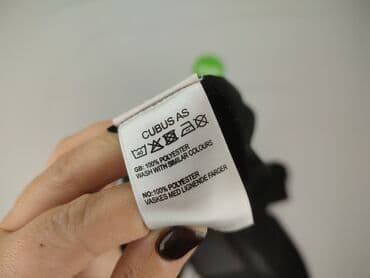 CUBUS AS
GB: 100% POLYESTER
WASH WITH SIMILAR COLOURS
NO: 100% POLYESTER
VASKES MED LIGNENDE FARGER